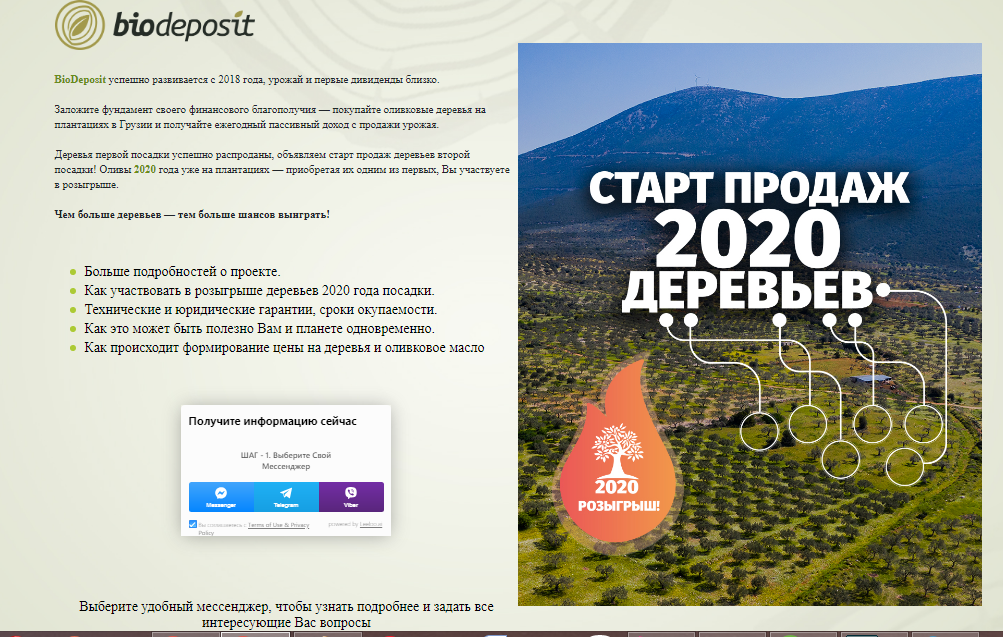 biodeposit
BioDeposit успешно развивается с 2018 года, урожай и первые дивиденды близко.
Заложите фундамент своего финансового благополучия — покупайте оливковые деревья на
плантациях в Грузии и получайте ежегодный пассивный доход с продажи урожая.
Деревья первой посадки успешно распроданы, объявляем старт продаж деревьев второй
посадки! Оливы 2020 года уже на плантациях — приобретая их одним из первых, Вы участвуете
в розыгрыше.
Чем больше деревьев — тем больше шансов выиграть!
Больше подробностей о проекте.
Как участвовать в розыгрыше деревьев 2020 года посадки.
Технические и юридические гарантии, сроки окупаемости.
Как это может быть полезно Вам и планете одновременно.
Как происходит формирование цены на деревья и оливковое масло
Получите информацию сейчас
ШАГ - 1. Выберите Свой
Мессенджер
Messenger Telegram Viber
Вы соглашаетесь с Terms of Use & Privacy
Policy
powered by
Выберите удобный мессенджер, чтобы узнать подробнее и задать все
интересующие Вас вопросы
СТАРТ ПРОДАЖ
2020
ДЕРЕВЬЕВ
2020
РОЗЫГРЫШ!